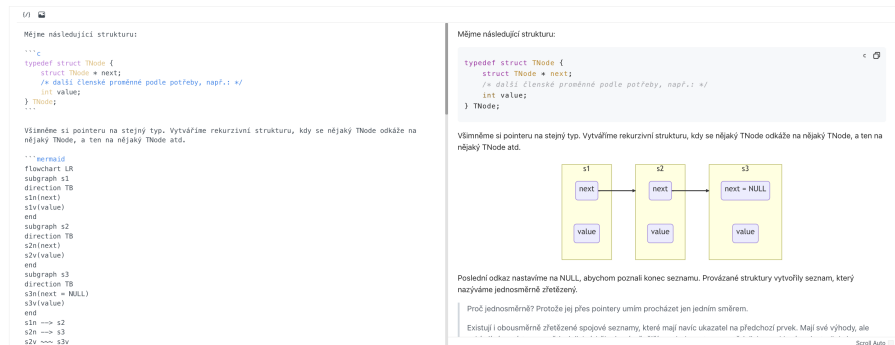 {/}
Mějme následující strukturu:
```c
typedef struct TNode {
struct TNode * next;
/* další členské proměnné podle potřeby, např.: */
int value;
} TNode;
```
Všimněme si pointeru na stejný typ. Vytváříme rekurzivní strukturu, kdy se nějaký TNode odkáže na
nějaký TNode, a ten na nějaký TNode atd.
```mermaid
flowchart LR
subgraph s1
direction TB
s1n(next)
s1v(value)
end
subgraph s2
direction TB
s2n(next)
s2v(value)
end
subgraph s3
direction TB
s3n(next = NULL)
s3v(value)
end
s1n --> s2
s2n --> s3
s2v ~~~ s3v
Mějme následující strukturu:
c
typedef struct TNode {
struct TNode * next;
/* další členské proměnné podle potřeby, např.: */
int value;
} TNode;
Všimněme si pointeru na stejný typ. Vytváříme rekurzivní strukturu, kdy se nějaký TNode odkáže na nějaký TNode, a ten na
nějaký TNode atd.
s1 s2 s3
next next next = NULL
value value value
Poslední odkaz nastavíme na NULL, abychom poznali konec seznamu. Provázané struktury vytvořily seznam, který
nazýváme jednosměrně zřetězený.
Proč jednosměrně? Protože jej přes pointery umím procházet jen jedním směrem.
Existují i obousměrně zřetězené spojové seznamy, které mají navíc ukazatel na předchozí prvek. Mají své výhody, ale
Scroll Auto